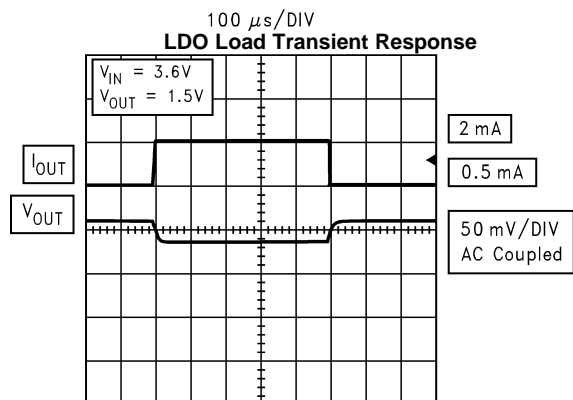 100 μs/DIV
LDO Load Transient Response
V_IN = 3.6V
V_OUT = 1.5V
2 mA
I_OUT
0.5 mA
V_OUT
50 mV/DIV
AC Coupled